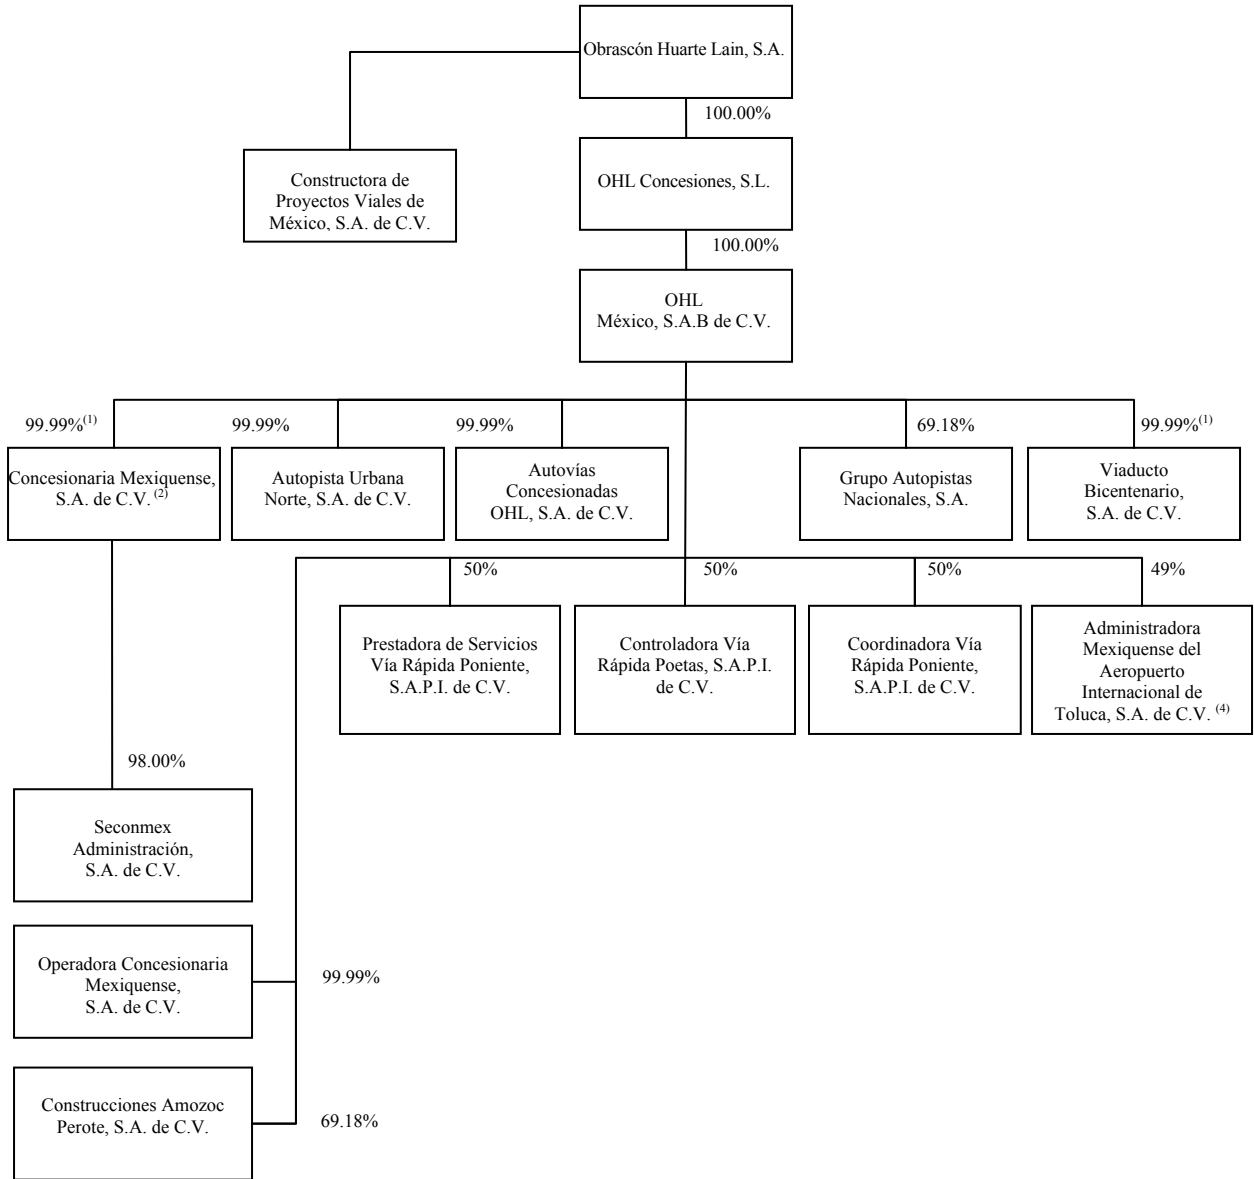 Obrascón Huarte Lain, S.A.
100.00%
Constructora de
Proyectos Viales de
México, S.A. de C.V.
OHL Concesiones, S.L.
100.00%
OHL
México, S.A.B de C.V.
99.99%(1)
99.99%
99.99%
69.18%
99.99%(1)
Concesionaria Mexiquense,
S.A. de C.V. (2)
Autopista Urbana
Norte, S.A. de C.V.
Autovías
Concesionadas
OHL, S.A. de C.V.
Grupo Autopistas
Nacionales, S.A.
Viaducto
Bicentenario,
S.A. de C.V.
50%
50%
50%
49%
Prestadora de Servicios
Vía Rápida Poniente,
S.A.P.I. de C.V.
Controladora Vía
Rápida Poetas, S.A.P.I.
de C.V.
Coordinadora Vía
Rápida Poniente,
S.A.P.I. de C.V.
Administradora
Mexiquense del
Aeropuerto
Internacional de
Toluca, S.A. de C.V. (4)
98.00%
Seconmex
Administración,
S.A. de C.V.
Operadora Concesionaria
Mexiquense,
S.A. de C.V.
99.99%
Construcciones Amozoc
Perote, S.A. de C.V.
69.18%